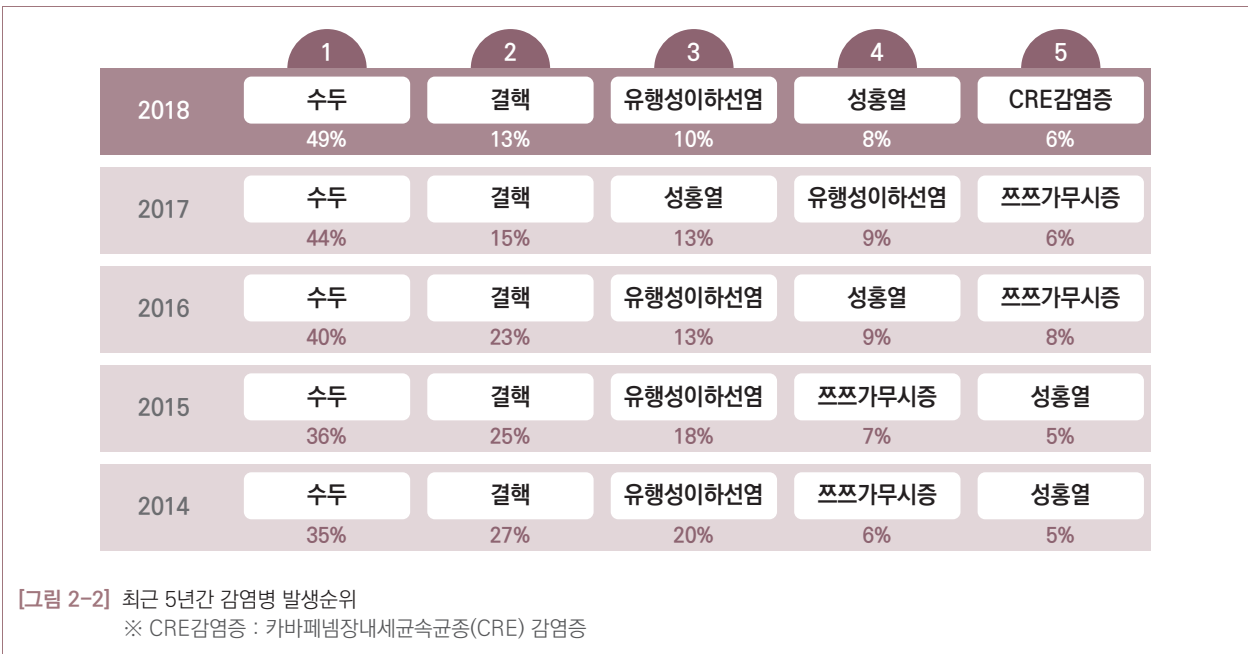 1 2 3 4 5
2018 수두 결핵 유행성이하선염 성홍열 CRE감염증
49% 13% 10% 8% 6%
2017 수두 결핵 성홍열 유행성이하선염 쯔쯔가무시증
44% 15% 13% 9% 6%
2016 수두 결핵 유행성이하선염 성홍열 쯔쯔가무시증
40% 23% 13% 9% 8%
2015 수두 결핵 유행성이하선염 쯔쯔가무시증 성홍열
36% 25% 18% 7% 5%
2014 수두 결핵 유행성이하선염 쯔쯔가무시증 성홍열
35% 27% 20% 6% 5%
[그림 2-2] 최근 5년간 감염병 발생순위
※ CRE감염증 : 카바페넴장내세균속균종(CRE) 감염증